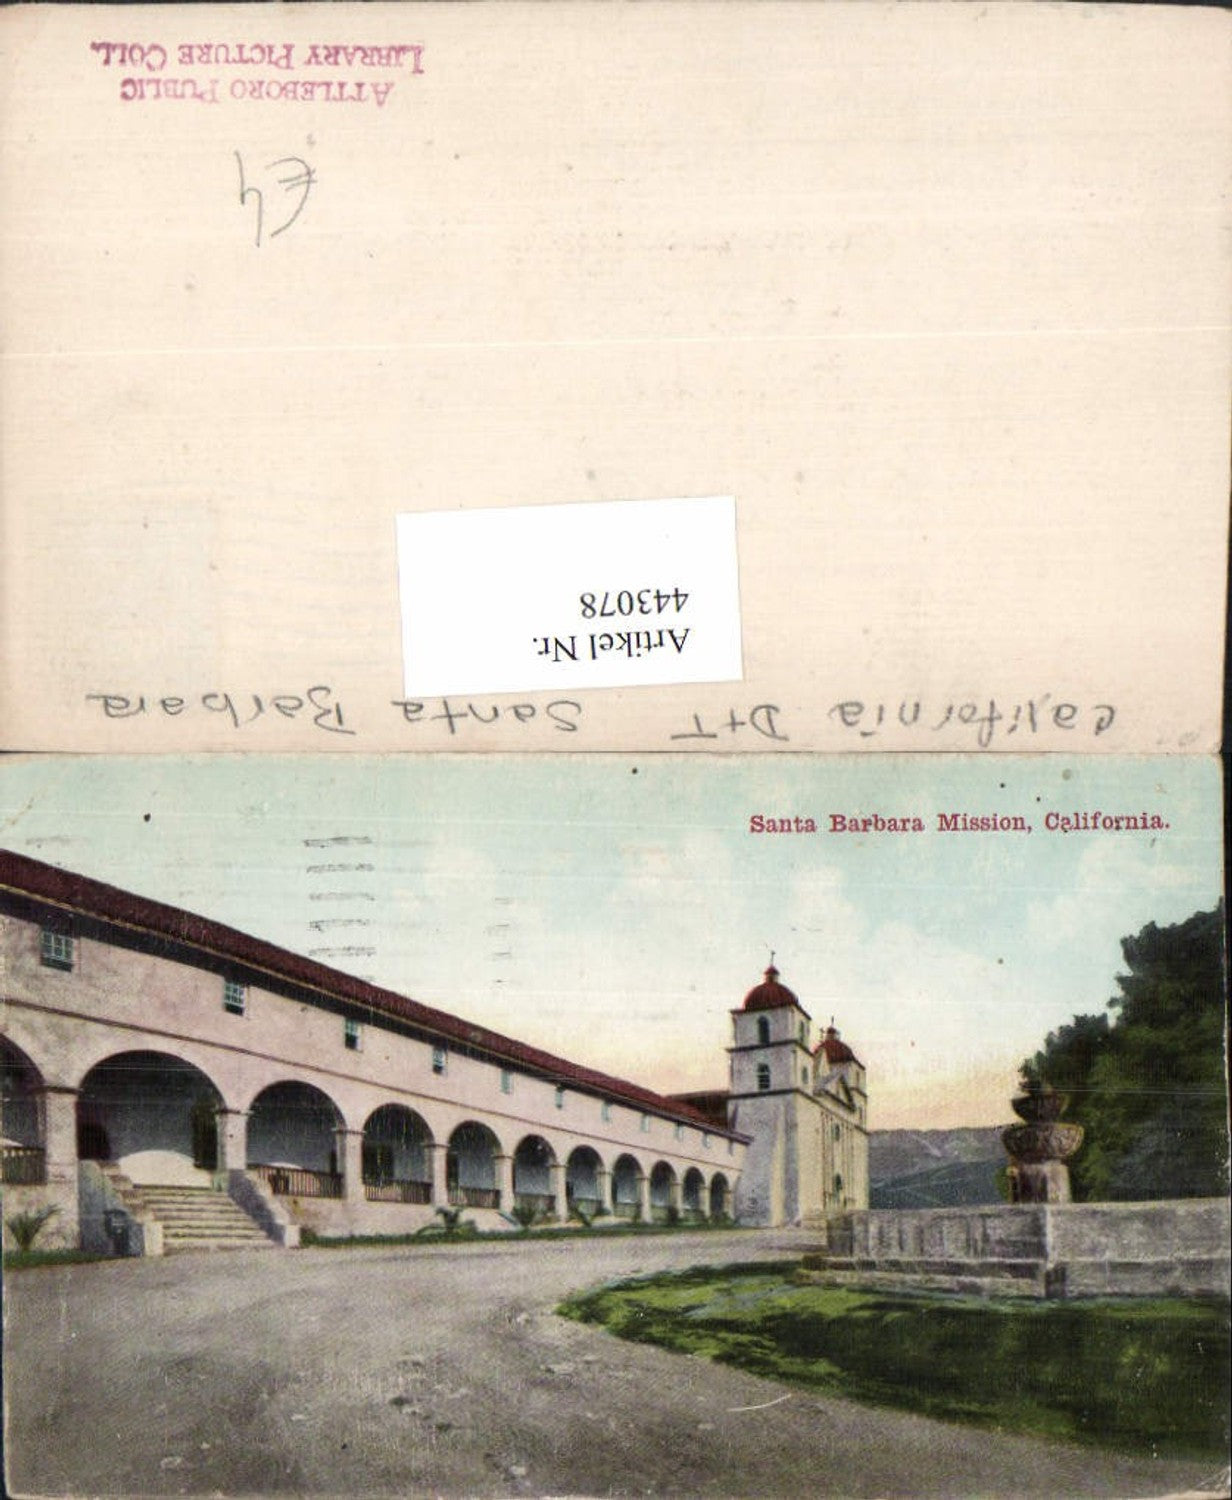 ATTLEBORO PUBLIC
LIBRARY PICTURE COLL.
£4
Artikel Nr.
443078
California D+T Santa Barbara
Santa Barbara Mission, California.